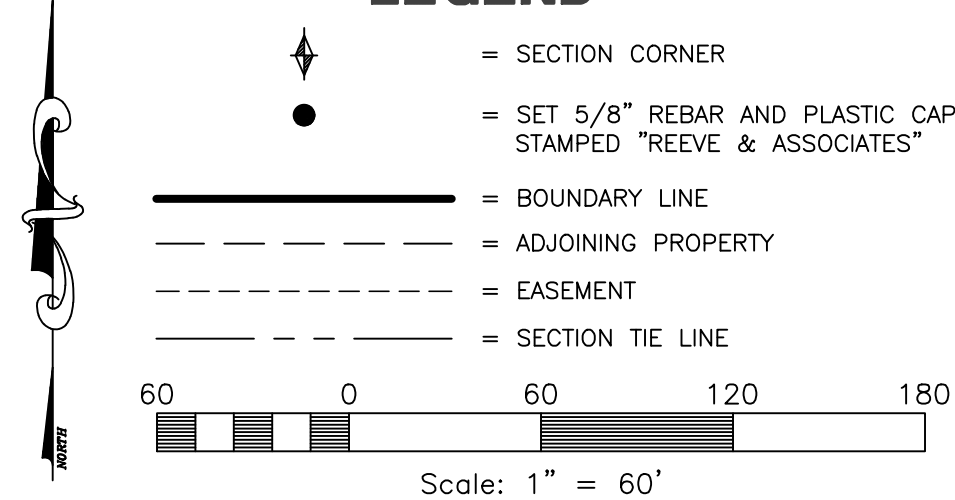 LEGEND
= SECTION CORNER
= SET 5/8" REBAR AND PLASTIC CAP
STAMPED "REEVE & ASSOCIATES"
= BOUNDARY LINE
= ADJOINING PROPERTY
= EASEMENT
= SECTION TIE LINE
60 0 60 120 180
Scale: 1" = 60'
NORTH